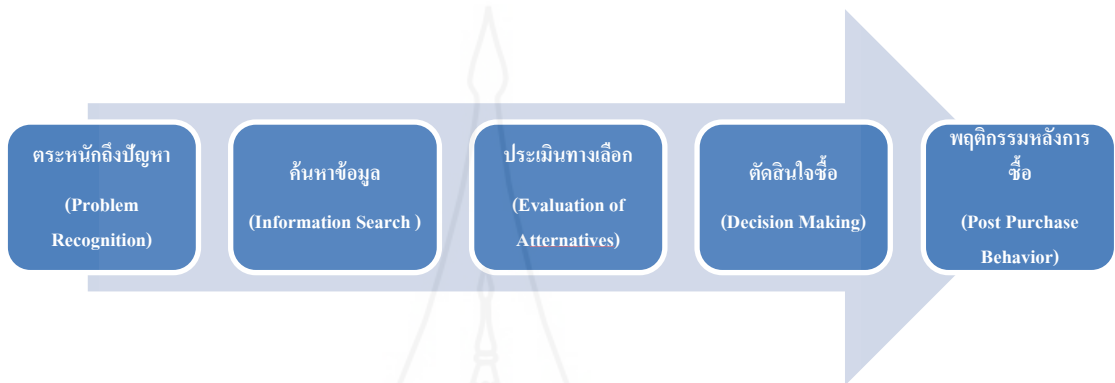 ตระหนักถึงปัญหา
(Problem
Recognition)
ค้นหาข้อมูล
(Information Search )
ประเมินทางเลือก
(Evaluation of
Atternatives)
ตัดสินใจซื้อ
(Decision Making)
พฤติกรรมหลังการ
ซื้อ
(Post Purchase
Behavior)